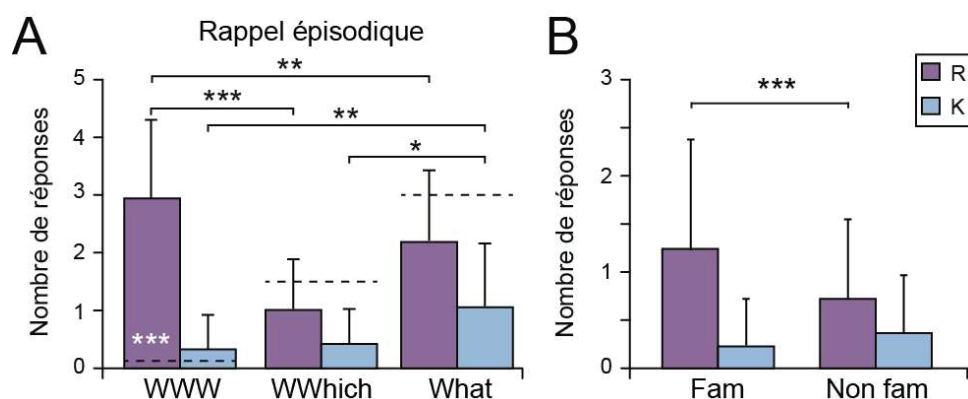 A
Rappel épisodique
Nombre de réponses
5
4
3
2
1
0
**
***
**
*
***
WWW
WWhich
What
B
Nombre de réponses
3
2
1
0
***
R
K
Fam
Non fam